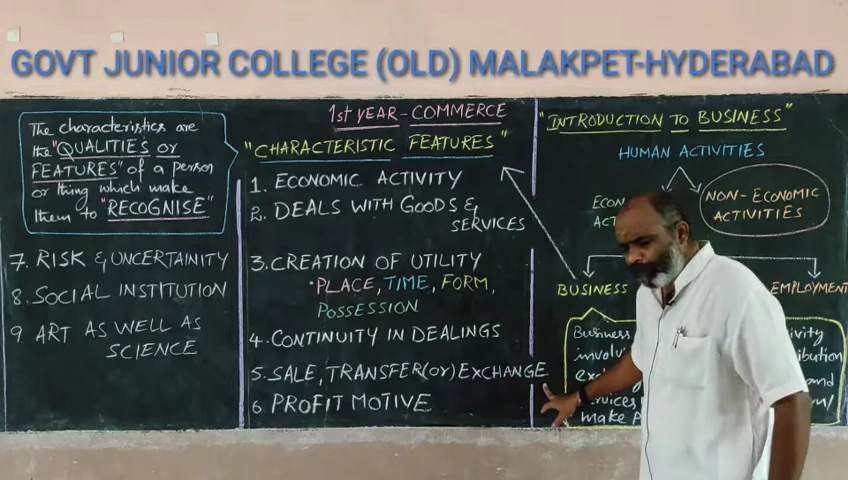 GOVT JUNIOR COLLEGE (OLD) MALAKPET-HYDERABAD
The characteristics are
the "QUALITIES or
FEATURES" of a person
or thing which make
them to "RECOGNISE"
7. RISK & UNCERTAINITY
8. SOCIAL INSTITUTION
9. ART AS WELL AS
SCIENCE
1st YEAR - COMMERCE
"CHARACTERISTIC FEATURES"
1. ECONOMIC ACTIVITY
2. DEALS WITH GOODS &
SERVICES
3. CREATION OF UTILITY
• PLACE, TIME, FORM,
POSSESSION
4. CONTINUITY IN DEALINGS
5. SALE, TRANSFER (or) EXCHANGE
6 PROFIT MOTIVE
"INTRODUCTION TO BUSINESS"
HUMAN ACTIVITIES
NON-ECONOMIC
ACTIVITIES
BUSINESS EMPLOYMENT
Business
and
make